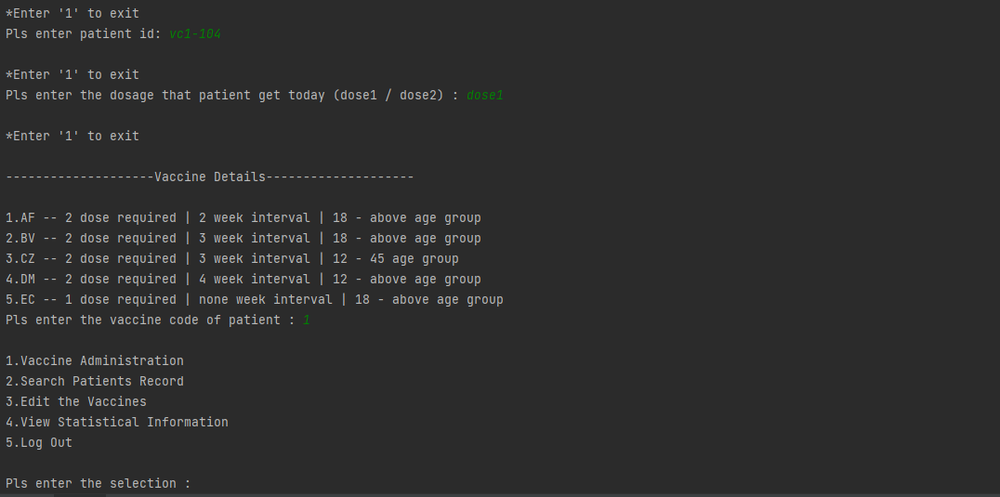 *Enter '1' to exit
Pls enter patient id: vc1-104
*Enter '1' to exit
Pls enter the dosage that patient get today (dose1 / dose2) : dose1
*Enter '1' to exit
--------------------Vaccine Details--------------------
1.AF -- 2 dose required | 2 week interval | 18 - above age group
2.BV -- 2 dose required | 3 week interval | 18 - above age group
3.CZ -- 2 dose required | 3 week interval | 12 - 45 age group
4.DM -- 2 dose required | 4 week interval | 12 - above age group
5.EC -- 1 dose required | none week interval | 18 - above age group
Pls enter the vaccine code of patient : 1
1.Vaccine Administration
2.Search Patients Record
3.Edit the Vaccines
4.View Statistical Information
5.Log Out
Pls enter the selection :